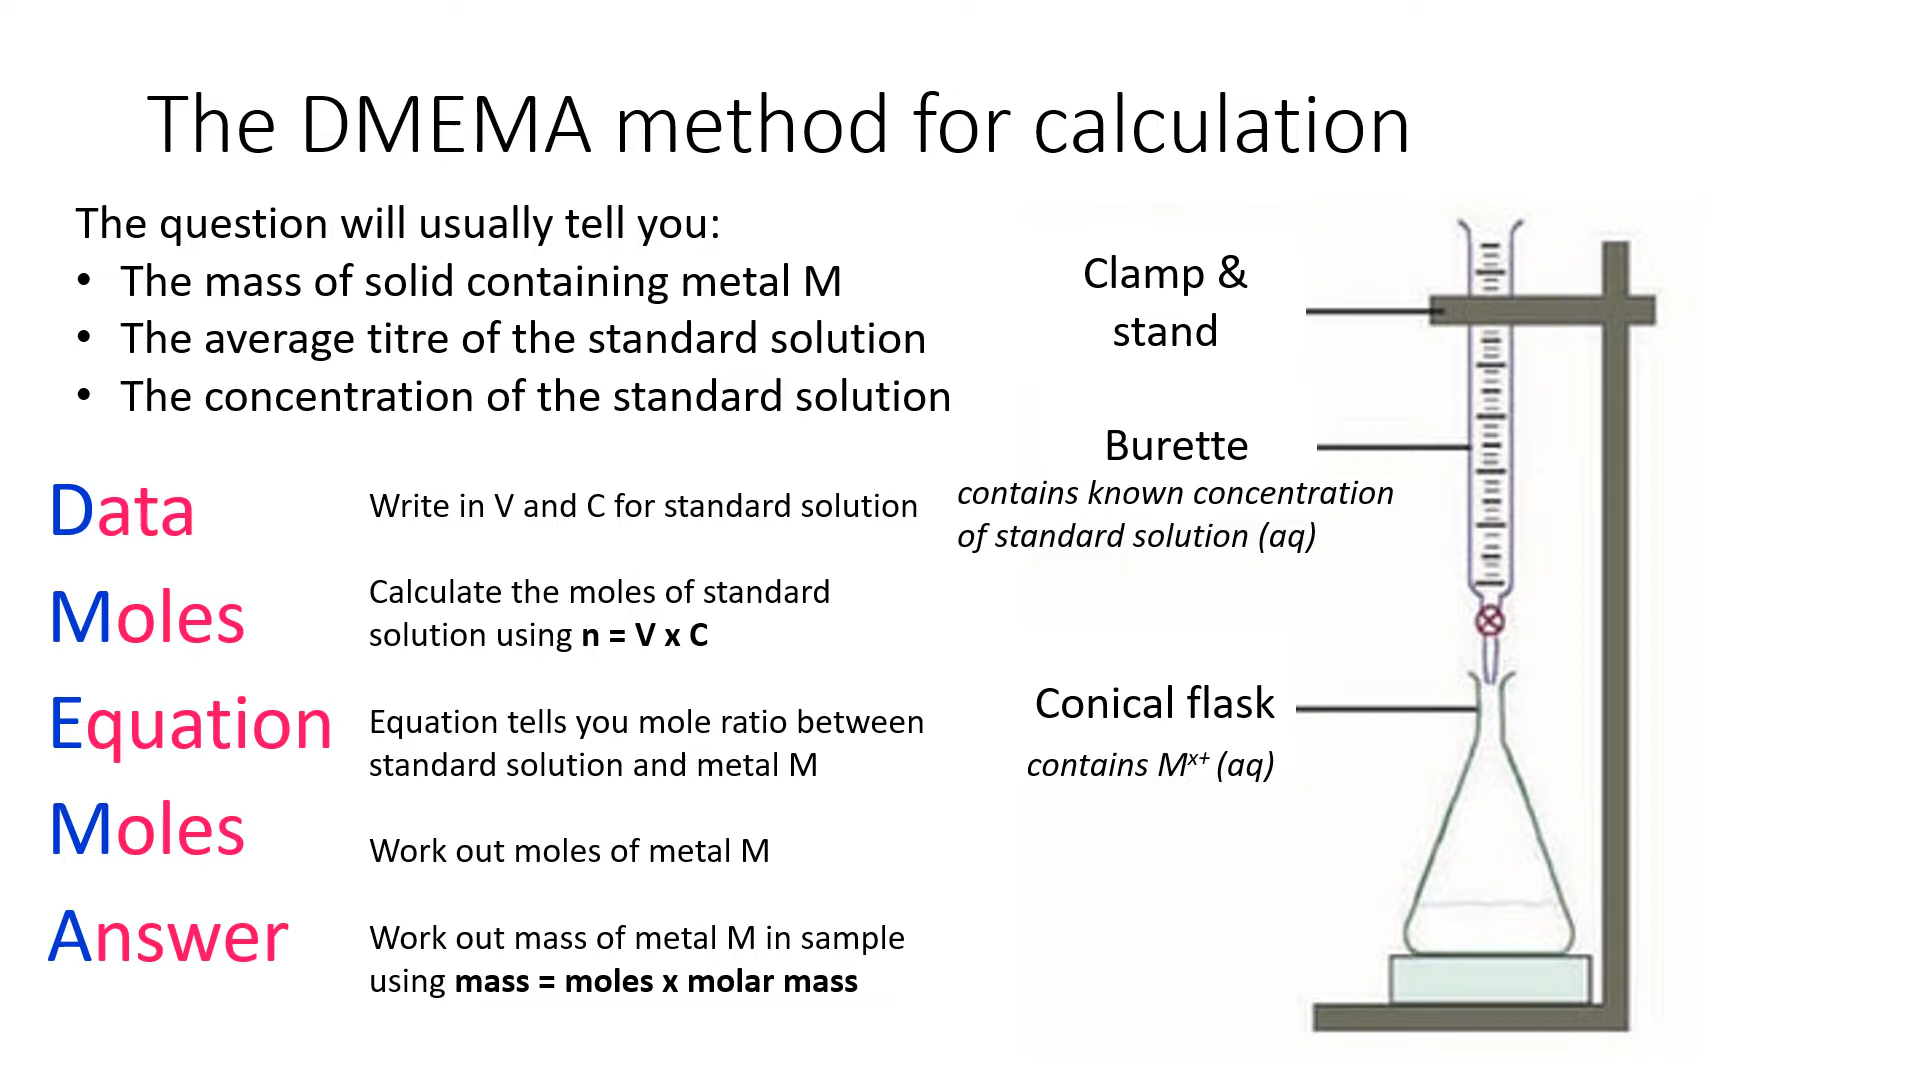 The DMEMA method for calculation
The question will usually tell you:
• The mass of solid containing metal M
• The average titre of the standard solution
• The concentration of the standard solution
Data
Write in V and C for standard solution
Moles
Calculate the moles of standard
solution using n = V x C
Equation
Equation tells you mole ratio between
standard solution and metal M
Moles
Work out moles of metal M
Answer
Work out mass of metal M in sample
using mass = moles x molar mass
Clamp &
stand
Burette
contains known concentration
of standard solution (aq)
Conical flask
contains Mˣ⁺ (aq)